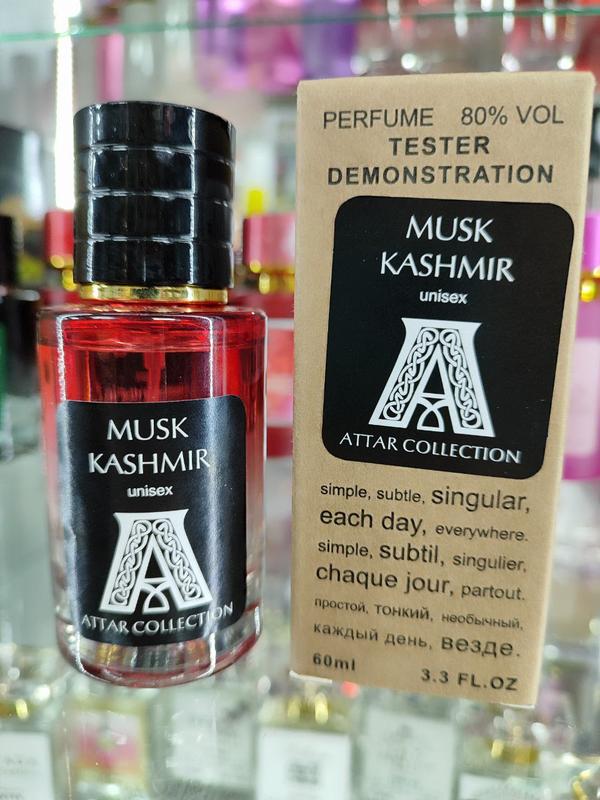 MUSK
KASHMIR
unisex
ATTAR COLLECTION
PERFUME 80% VOL
TESTER
DEMONSTRATION
MUSK
KASHMIR
unisex
ATTAR COLLECTION
simple, subtle, singular,
each day, everywhere.
simple, subtil, singulier,
chaque jour, partout.
простой, тонкий, необычный,
каждый день, везде.
60ml 3.3 FL.OZ